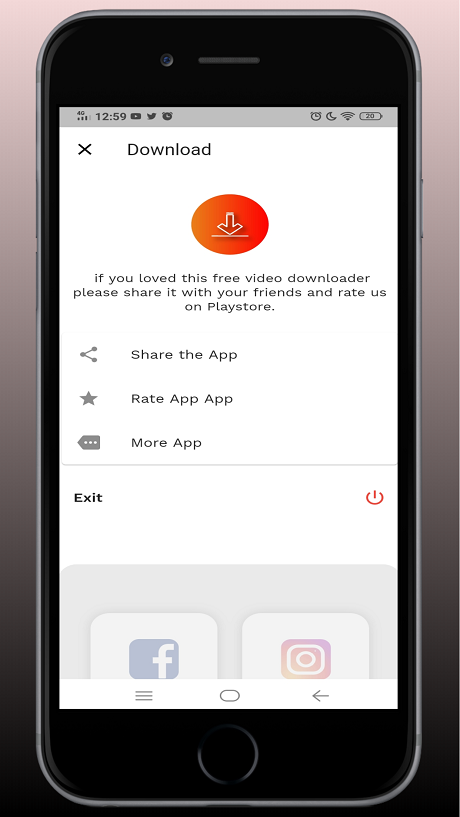 4G 12:59 20
Download
if you loved this free video downloader
please share it with your friends and rate us
on Playstore.
Share the App
Rate App App
More App
Exit